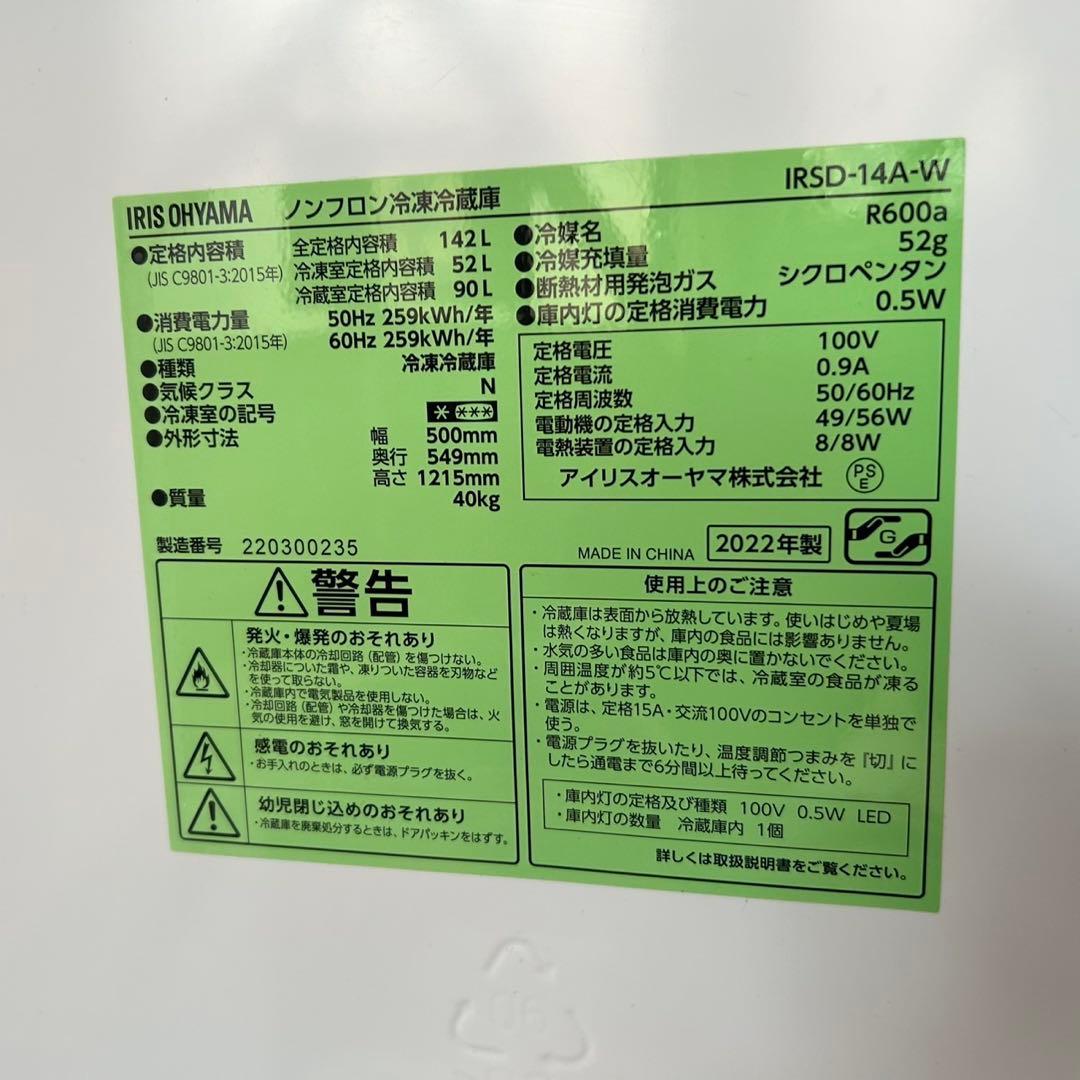 IRIS OHYAMA ノンフロン冷凍冷蔵庫 IRSD-14A-W
●定格内容積 全定格内容積 142L
(JIS C9801-3:2015年) 冷凍室定格内容積 52L
冷蔵室定格内容積 90L
●消費電力量 50Hz 259kWh/年
(JIS C9801-3:2015年) 60Hz 259kWh/年
●種類 冷凍冷蔵庫
●気候クラス N
●冷凍室の記号 * ***
●外形寸法 幅 500mm
奥行 549mm
高さ 1215mm
●質量 40kg
製造番号 220300235
●冷媒名 R600a
●冷媒充填量 52g
●断熱材用発泡ガス シクロペンタン
●庫内灯の定格消費電力 0.5W
定格電圧 100V
定格電流 0.9A
定格周波数 50/60Hz
電動機の定格入力 49/56W
電熱装置の定格入力 8/8W
アイリスオーヤマ株式会社 PSE
MADE IN CHINA 2022年製 G
警告
発火・爆発のおそれあり
・冷蔵庫本体の冷却回路（配管）を傷つけない。
・冷却器についた霜や、凍りついた容器を刃物など
を使って取らない。
・冷蔵庫内で電気製品を使用しない。
・冷却回路（配管）や冷却器を傷つけた場合は、火
気の使用を避け、窓を開けて換気する。
感電のおそれあり
・お手入れのときは、必ず電源プラグを抜く。
幼児閉じ込めのおそれあり
・冷蔵庫を廃棄処分するときは、ドアパッキンをはずす。
使用上のご注意
・冷蔵庫は表面から放熱しています。使いはじめや夏場
は熱くなりますが、庫内の食品には影響ありません。
・水気の多い食品は庫内の奥に置かないでください。
・周囲温度が約5℃以下では、冷蔵室の食品が凍る
ことがあります。
・電源は、定格15A・交流100Vのコンセントを単独で
使う。
・電源プラグを抜いたり、温度調節つまみを『切』に
したら通電まで6分間以上待ってください。
・庫内灯の定格及び種類 100V 0.5W LED
・庫内灯の数量 冷蔵庫内 1個
詳しくは取扱説明書をご覧ください。